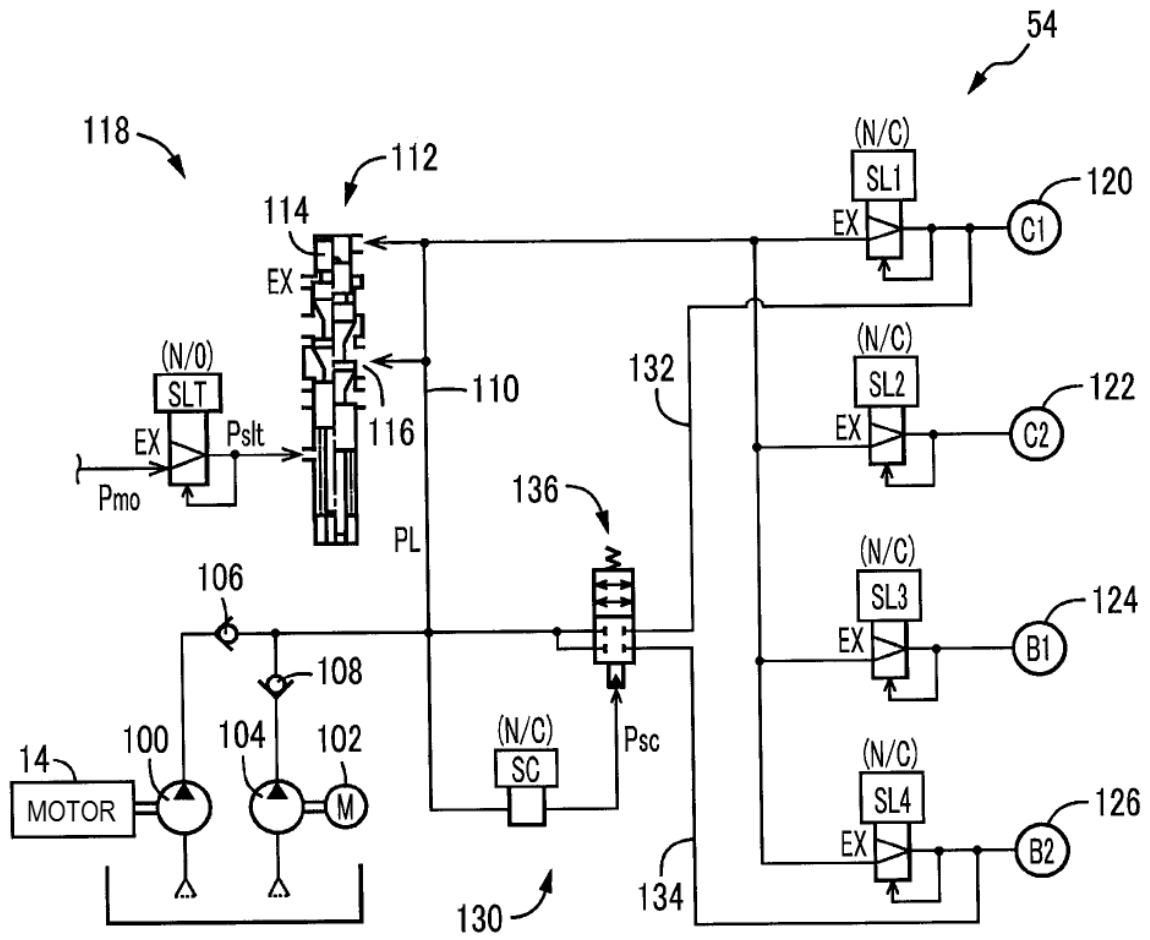 54
118
112
(N/C)
SL1
120
114
EX
C1
EX
(N/C)
SL2
122
(N/O)
SLT
132
110
116
EX
C2
EX
Pslt
Pmo
136
PL
(N/C)
SL3
124
106
EX
B1
108
(N/C)
Psc
(N/C)
14
100
104
102
SC
SL4
126
MOTOR
M
EX
B2
134
130